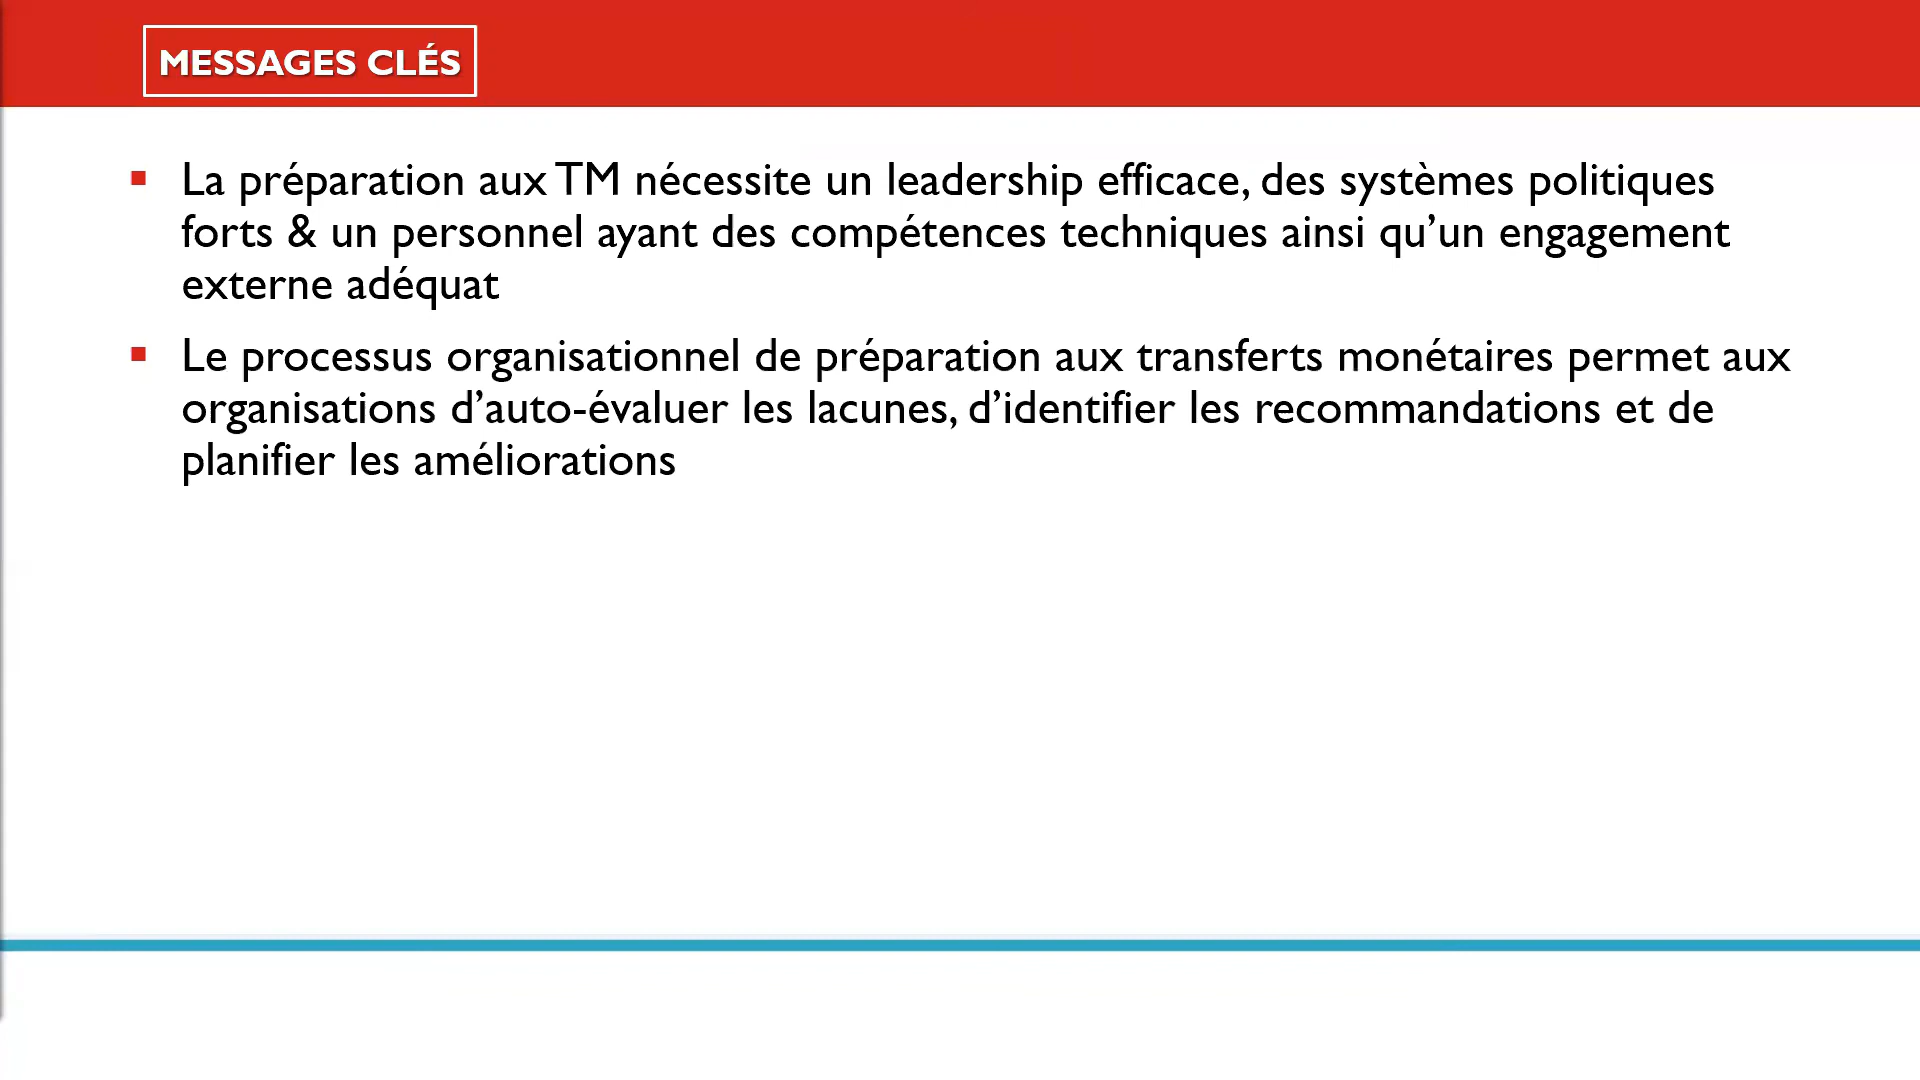 MESSAGES CLÉS
▪ La préparation aux TM nécessite un leadership efficace, des systèmes politiques
forts & un personnel ayant des compétences techniques ainsi qu’un engagement
externe adéquat
▪ Le processus organisationnel de préparation aux transferts monétaires permet aux
organisations d’auto-évaluer les lacunes, d’identifier les recommandations et de
planifier les améliorations